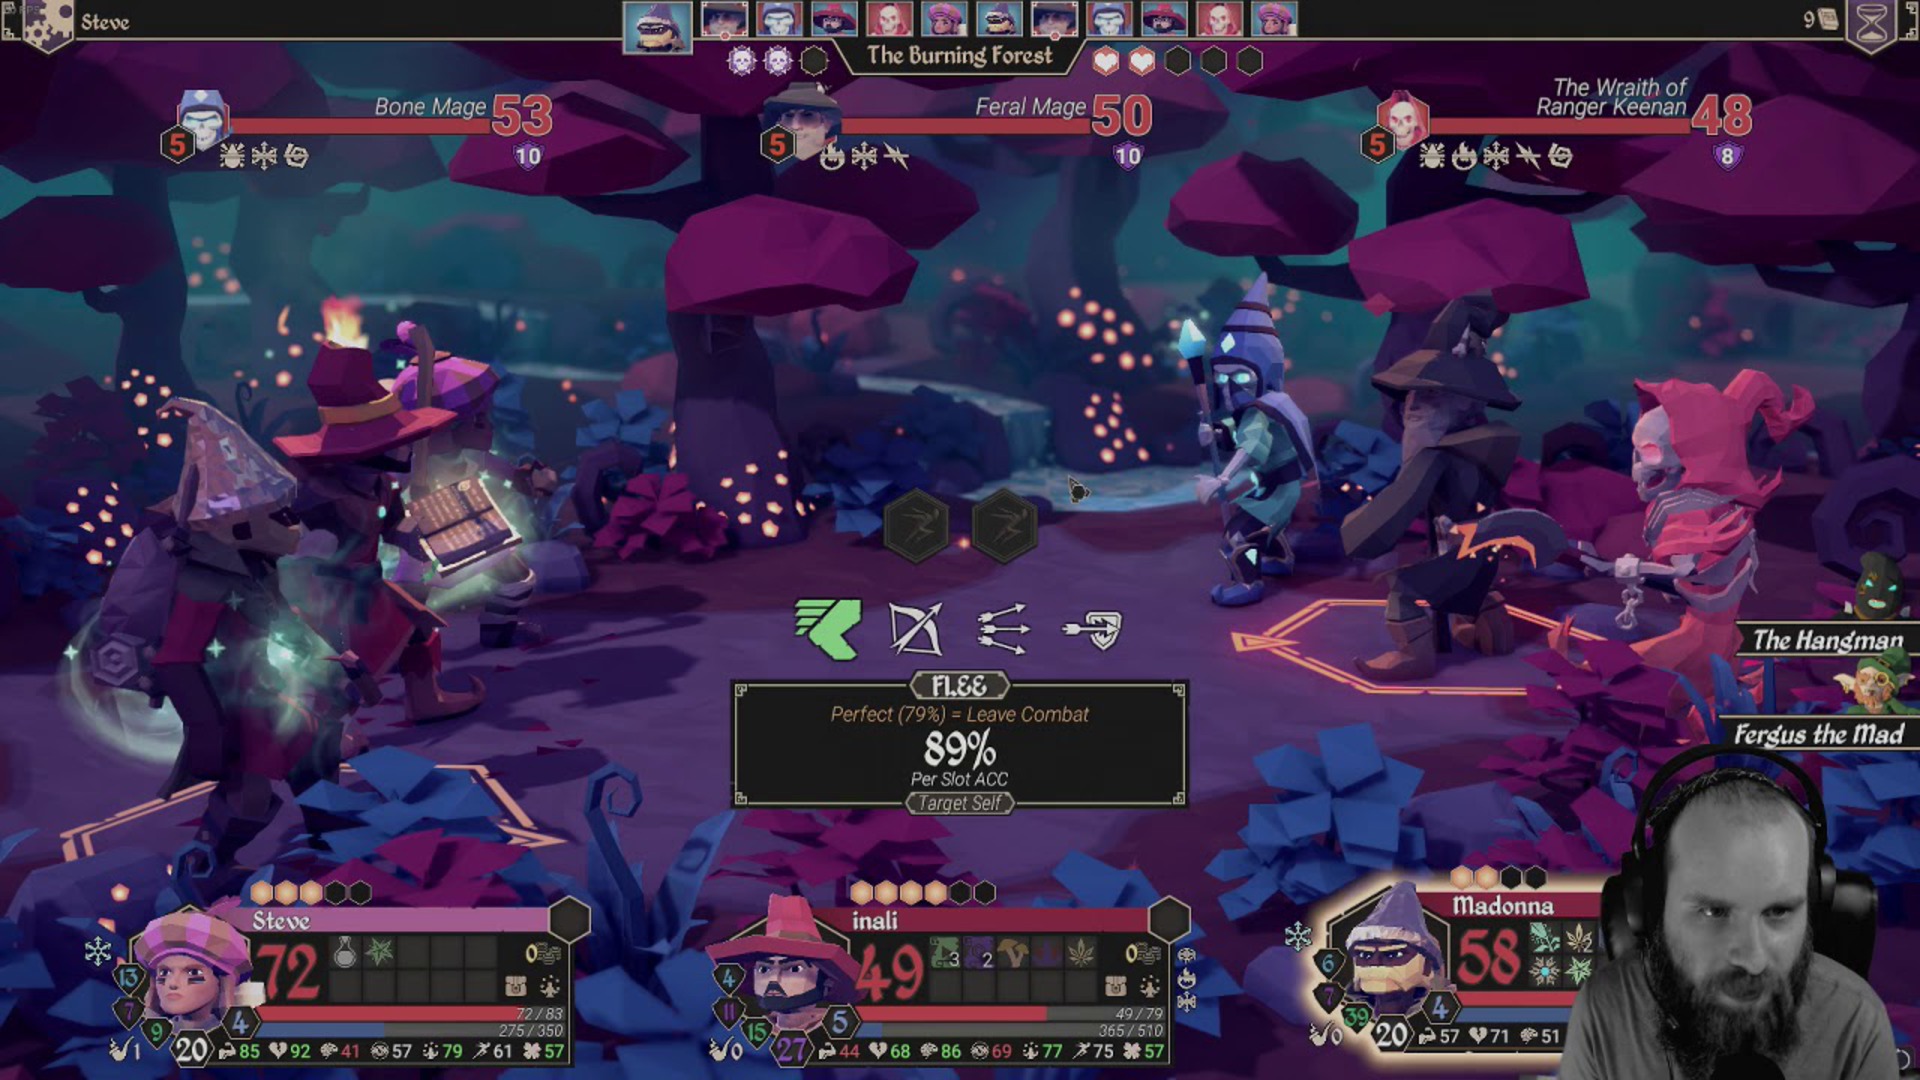 Steve
9
The Burning Forest
Bone Mage 53
5
10
Feral Mage 50
5
10
The Wraith of
Ranger Keenan 48
5
8
The Hangman
Fergus the Mad
FLEE
Perfect (79%) = Leave Combat
89%
Per Slot ACC
Target Self
Steve
72
0
13
7
9
4
72 / 83
275 / 350
1
20
85 92 41 57 79 61 57
inali
49
3 2
0
4
11
15
5
49 / 79
365 / 510
0
27
44 68 86 69 77 75 57
Madonna
58
2
6
7
39
4
0
20
57 71 51